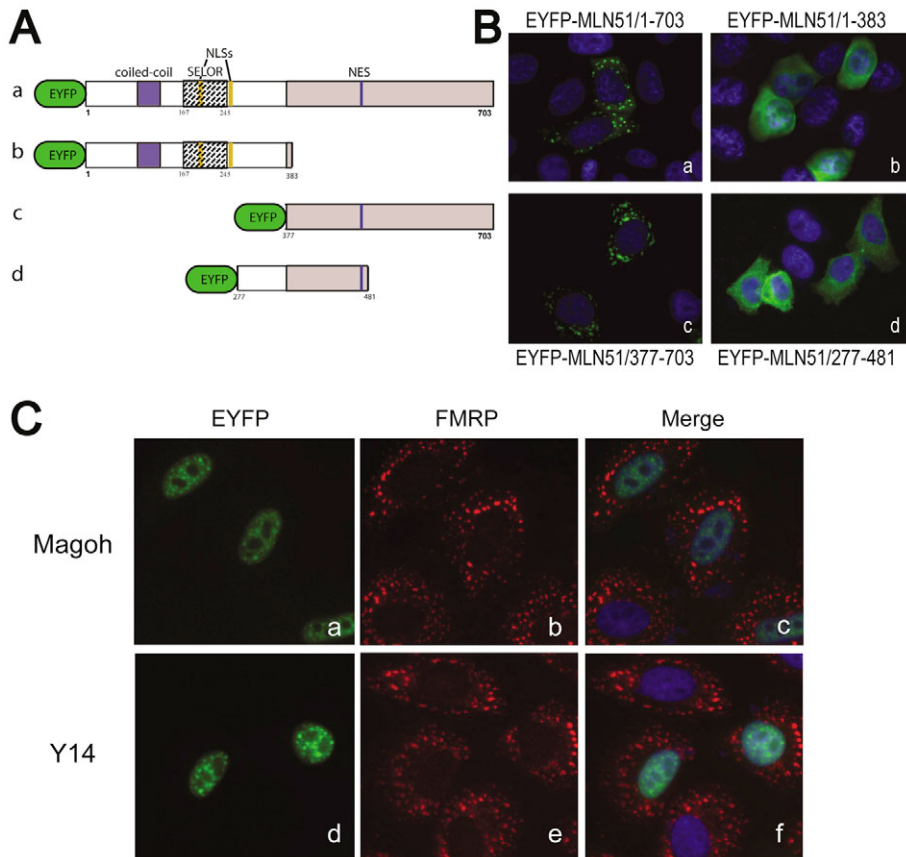 A
NLSs
coiled-coil SELOR NES
a EYFP
1 167 245 703
b EYFP
1 167 245 383
c EYFP
377 703
d EYFP
277 481
B
EYFP-MLN51/1-703 EYFP-MLN51/1-383
a b
c d
EYFP-MLN51/377-703 EYFP-MLN51/277-481
C
EYFP FMRP Merge
Magoh
a b c
Y14
d e f